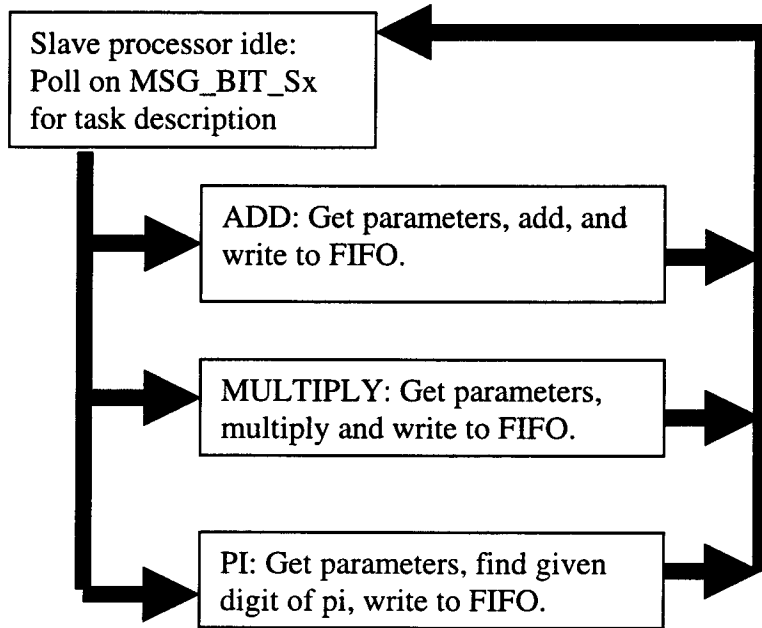 Slave processor idle:
Poll on MSG_BIT_Sx
for task description
ADD: Get parameters, add, and
write to FIFO.
MULTIPLY: Get parameters,
multiply and write to FIFO.
PI: Get parameters, find given
digit of pi, write to FIFO.